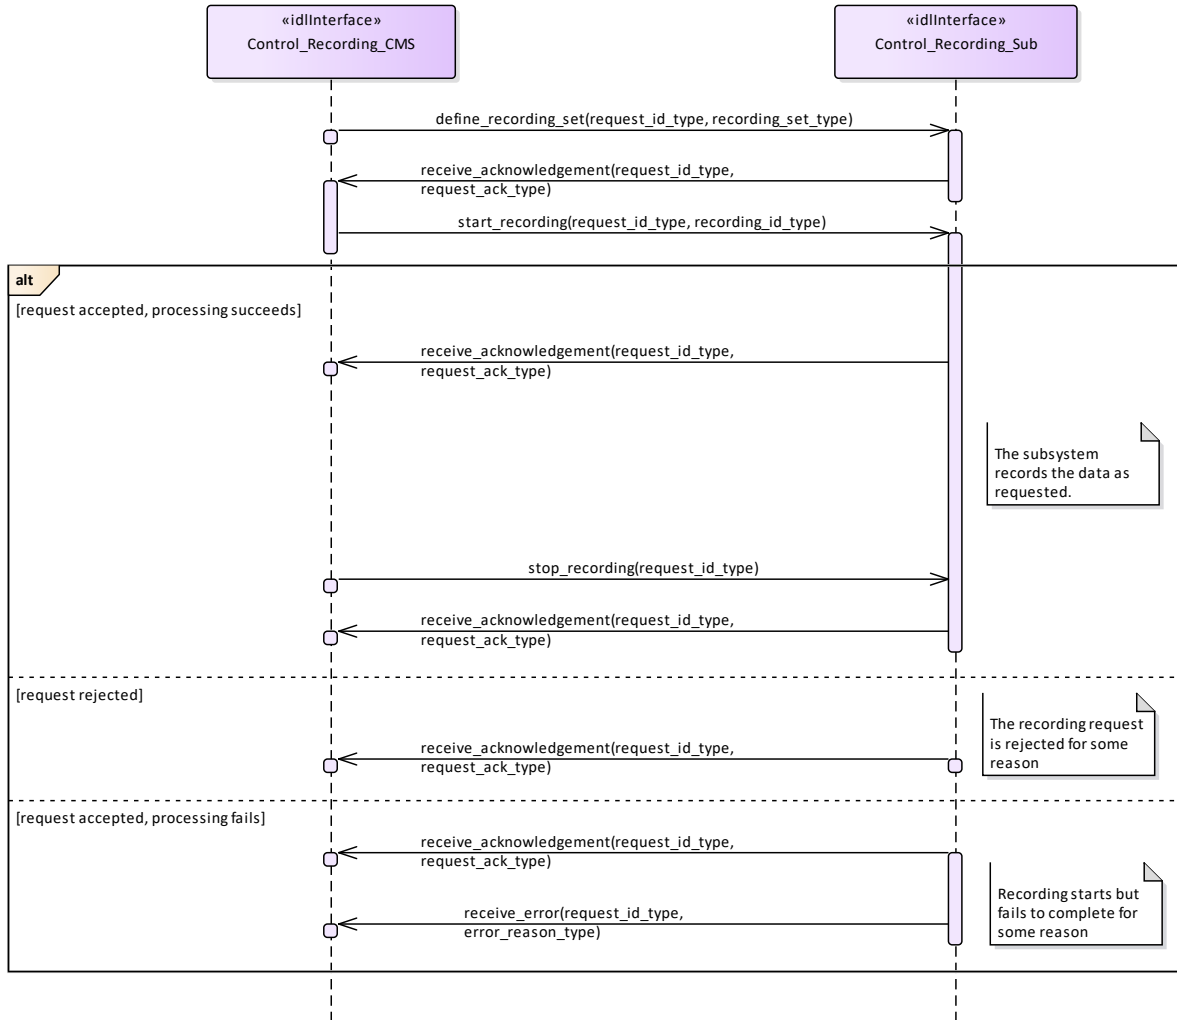 «idlInterface»
Control_Recording_CMS
«idlInterface»
Control_Recording_Sub
define_recording_set(request_id_type, recording_set_type)
receive_acknowledgement(request_id_type,
request_ack_type)
start_recording(request_id_type, recording_id_type)
alt
[request accepted, processing succeeds]
receive_acknowledgement(request_id_type,
request_ack_type)
The subsystem
records the data as
requested.
stop_recording(request_id_type)
receive_acknowledgement(request_id_type,
request_ack_type)
[request rejected]
The recording request
is rejected for some
reason
receive_acknowledgement(request_id_type,
request_ack_type)
[request accepted, processing fails]
receive_acknowledgement(request_id_type,
request_ack_type)
Recording starts but
fails to complete for
some reason
receive_error(request_id_type,
error_reason_type)